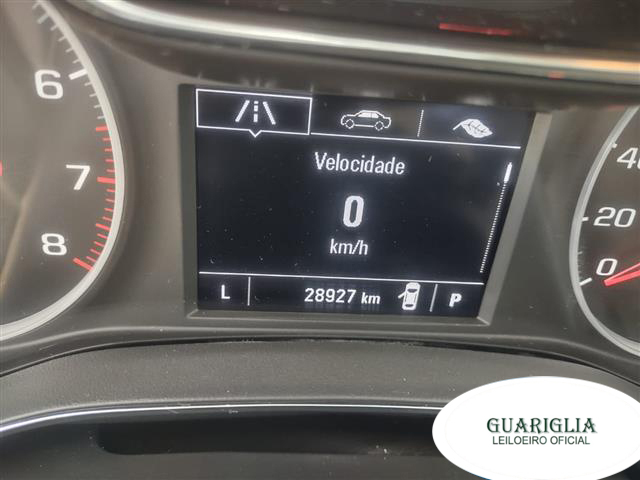 6
7
8
Velocidade
0
km/h
L 28927 km P
40
20
0
GUARIGLIA
LEILOEIRO OFICIAL